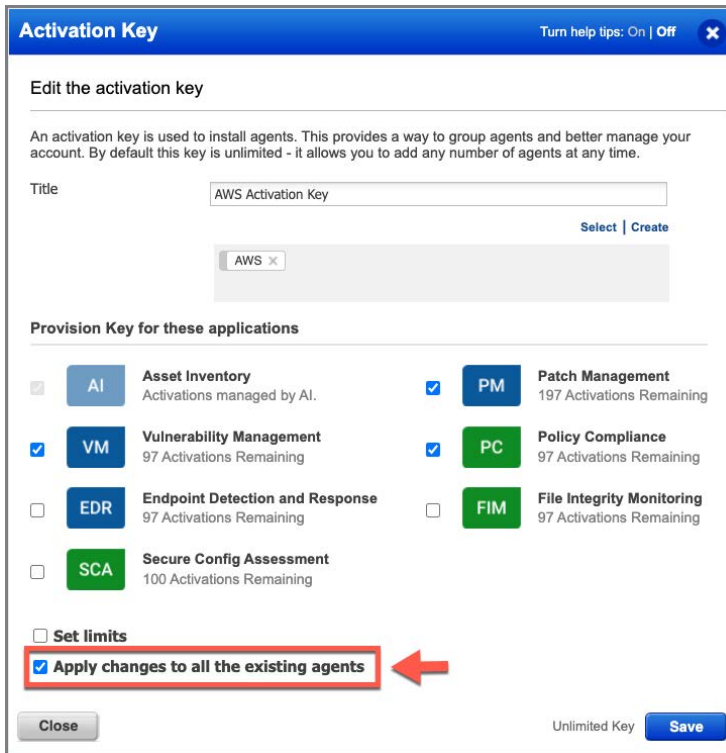 Activation Key
Turn help tips: On | Off
Edit the activation key
An activation key is used to install agents. This provides a way to group agents and better manage your
account. By default this key is unlimited - it allows you to add any number of agents at any time.
Title
AWS Activation Key
Select | Create
AWS
Provision Key for these applications
AI
Asset Inventory
Activations managed by AI.
PM
Patch Management
197 Activations Remaining
VM
Vulnerability Management
97 Activations Remaining
PC
Policy Compliance
97 Activations Remaining
EDR
Endpoint Detection and Response
97 Activations Remaining
FIM
File Integrity Monitoring
97 Activations Remaining
SCA
Secure Config Assessment
100 Activations Remaining
Set limits
Apply changes to all the existing agents
Close
Unlimited Key
Save